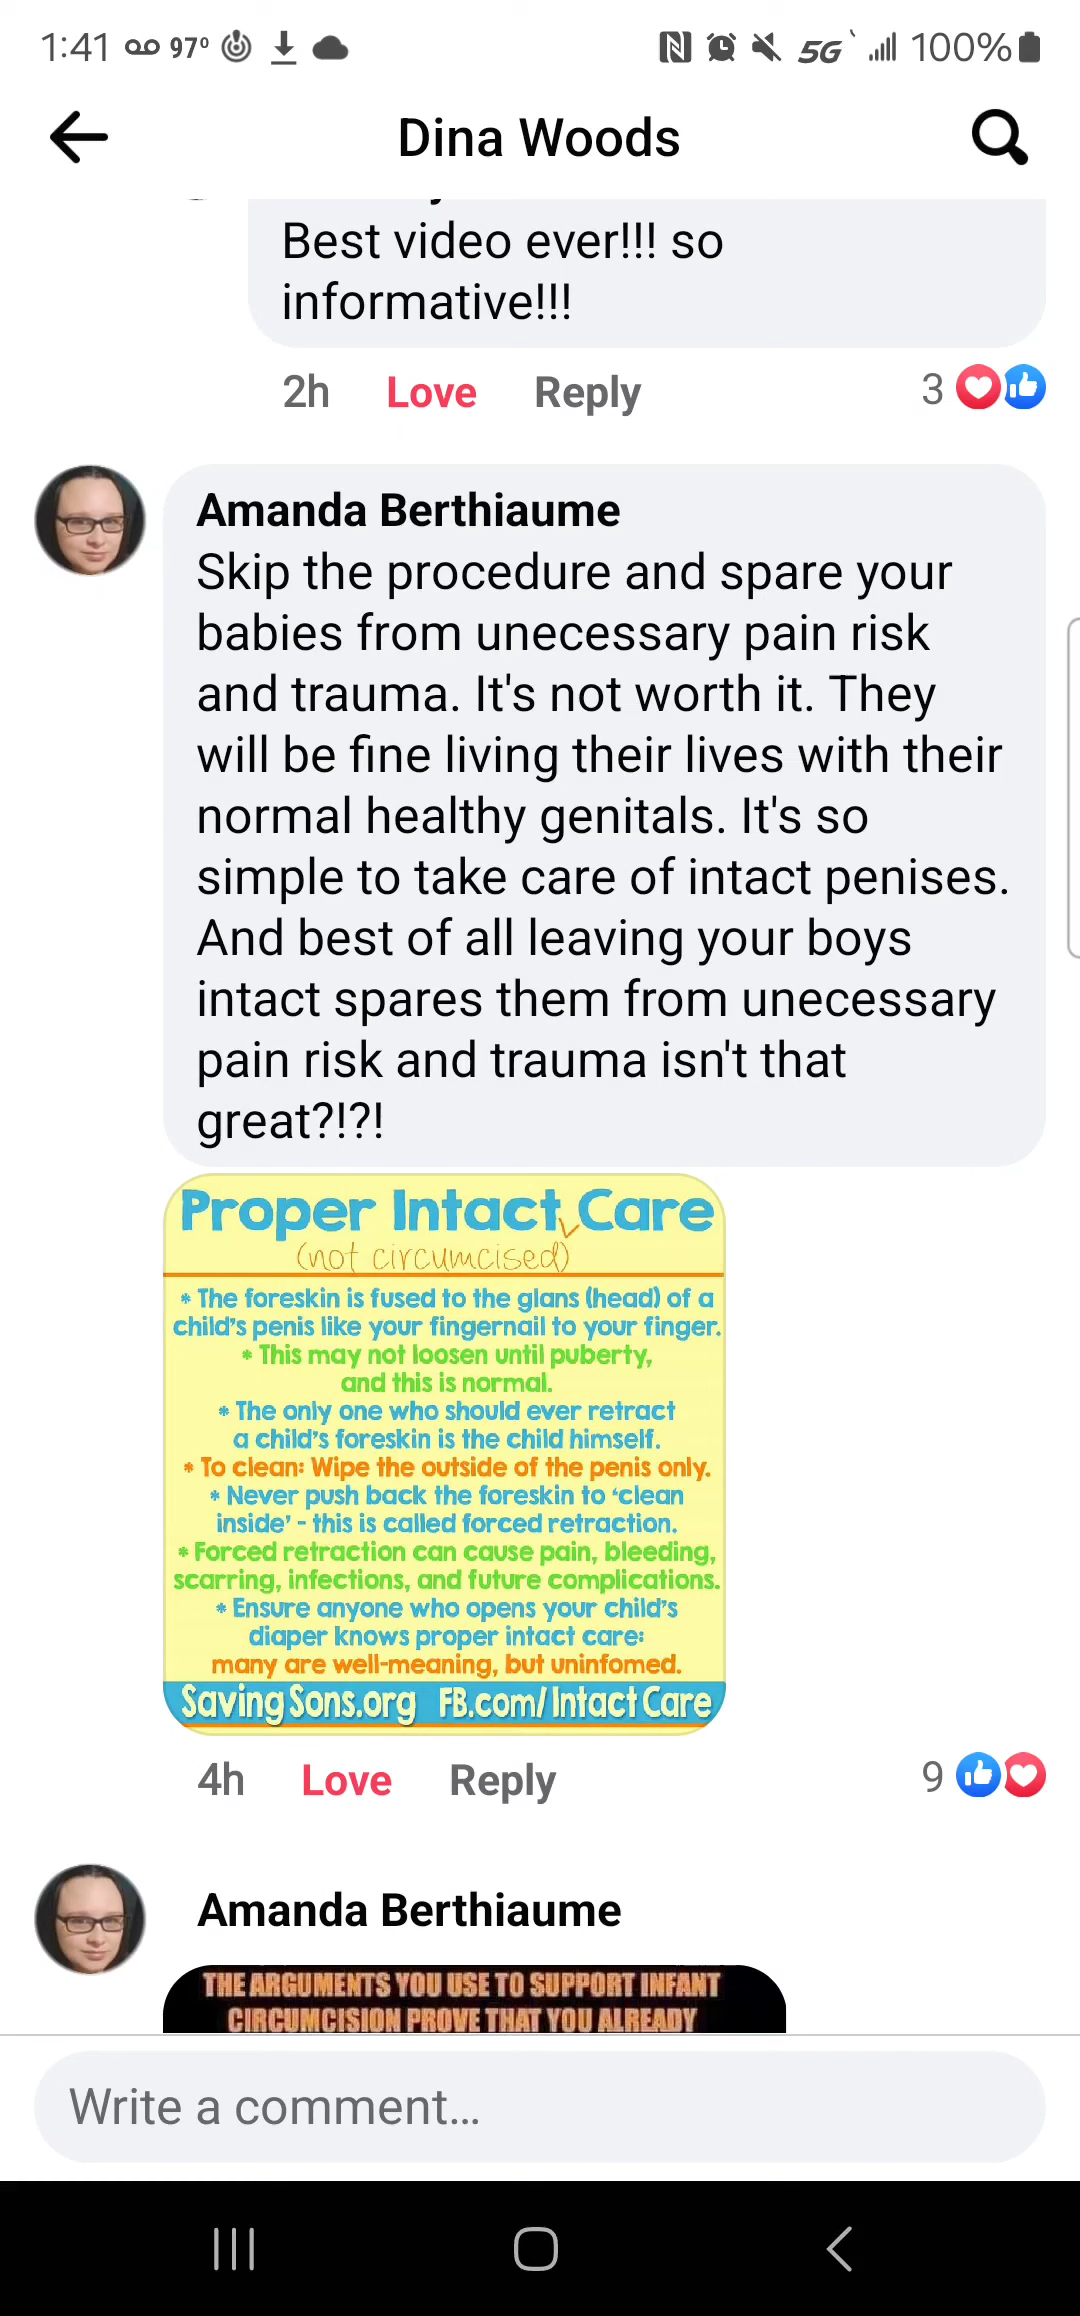 1:41 97° 5G 100%
Dina Woods
Best video ever!!! so
informative!!!
2h Love Reply 3
Amanda Berthiaume
Skip the procedure and spare your
babies from unecessary pain risk
and trauma. It's not worth it. They
will be fine living their lives with their
normal healthy genitals. It's so
simple to take care of intact penises.
And best of all leaving your boys
intact spares them from unecessary
pain risk and trauma isn't that
great?!?!
Proper Intact Care
(not circumcised)
* The foreskin is fused to the glans (head) of a
child's penis like your fingernail to your finger.
* This may not loosen until puberty,
and this is normal.
* The only one who should ever retract
a child's foreskin is the child himself.
* To clean: Wipe the outside of the penis only.
* Never push back the foreskin to 'clean
inside' - this is called forced retraction.
* Forced retraction can cause pain, bleeding,
scarring, infections, and future complications.
* Ensure anyone who opens your child's
diaper knows proper intact care:
many are well-meaning, but uninfomed.
SavingSons.org FB.com/IntactCare
4h Love Reply 9
Amanda Berthiaume
THE ARGUMENTS YOU USE TO SUPPORT INFANT
CIRCUMCISION PROVE THAT YOU ALREADY
Write a comment...